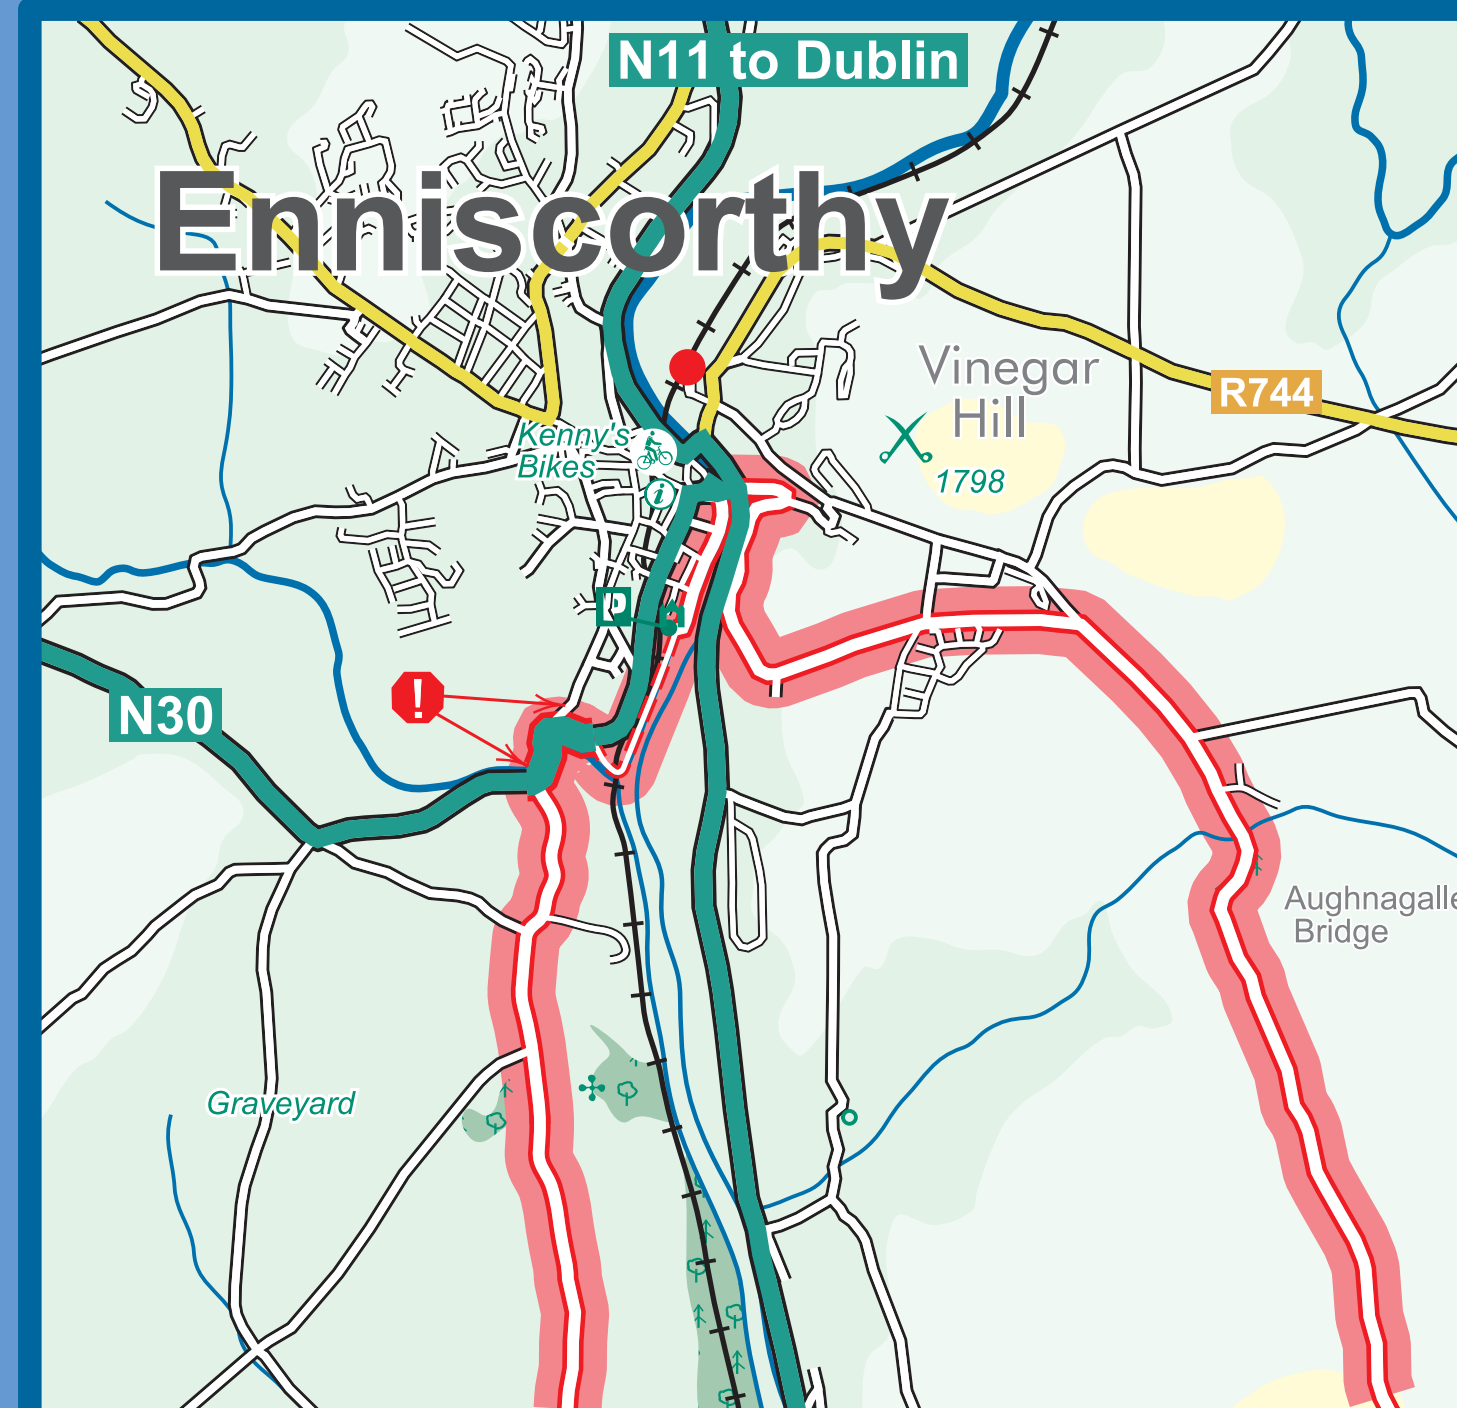 N11 to Dublin
Enniscorthy
Vinegar
Hill
R744
Kenny's
Bikes
1798
i
P
N30
!
Aughnagalle
Bridge
Graveyard